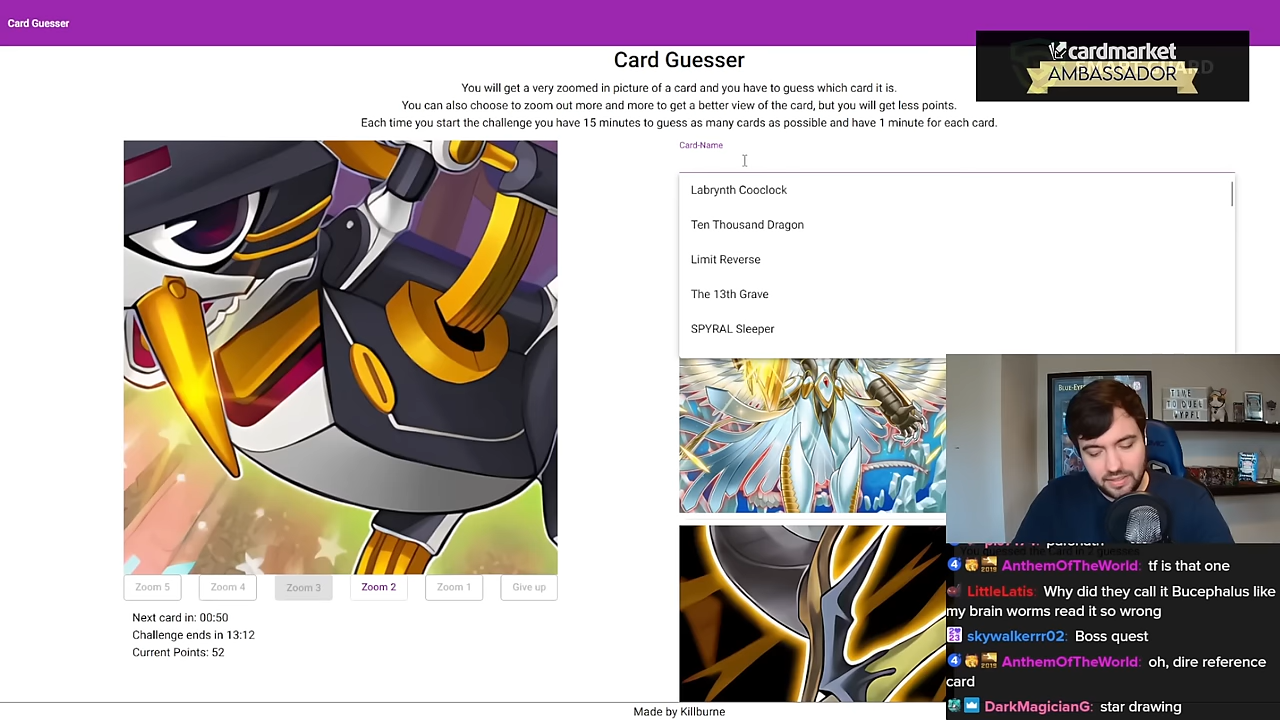 Card Guesser
cardmarket
AMBASSADOR
Card Guesser
You will get a very zoomed in picture of a card and you have to guess which card it is.
You can also choose to zoom out more and more to get a better view of the card, but you will get less points.
Each time you start the challenge you have 15 minutes to guess as many cards as possible and have 1 minute for each card.
Card-Name
Labrynth Cooclock
Ten Thousand Dragon
Limit Reverse
The 13th Grave
SPYRAL Sleeper
Zoom 5
Zoom 4
Zoom 3
Zoom 2
Zoom 1
Give up
Next card in: 00:50
Challenge ends in 13:12
Current Points: 52
TIME
TO DUEL
AnthemOfTheWorld: tf is that one
LittleLatis: Why did they call it Bucephalus like
my brain worms read it so wrong
skywalkerrr02: Boss quest
AnthemOfTheWorld: oh, dire reference
card
DarkMagicianG: star drawing
Made by Killburne